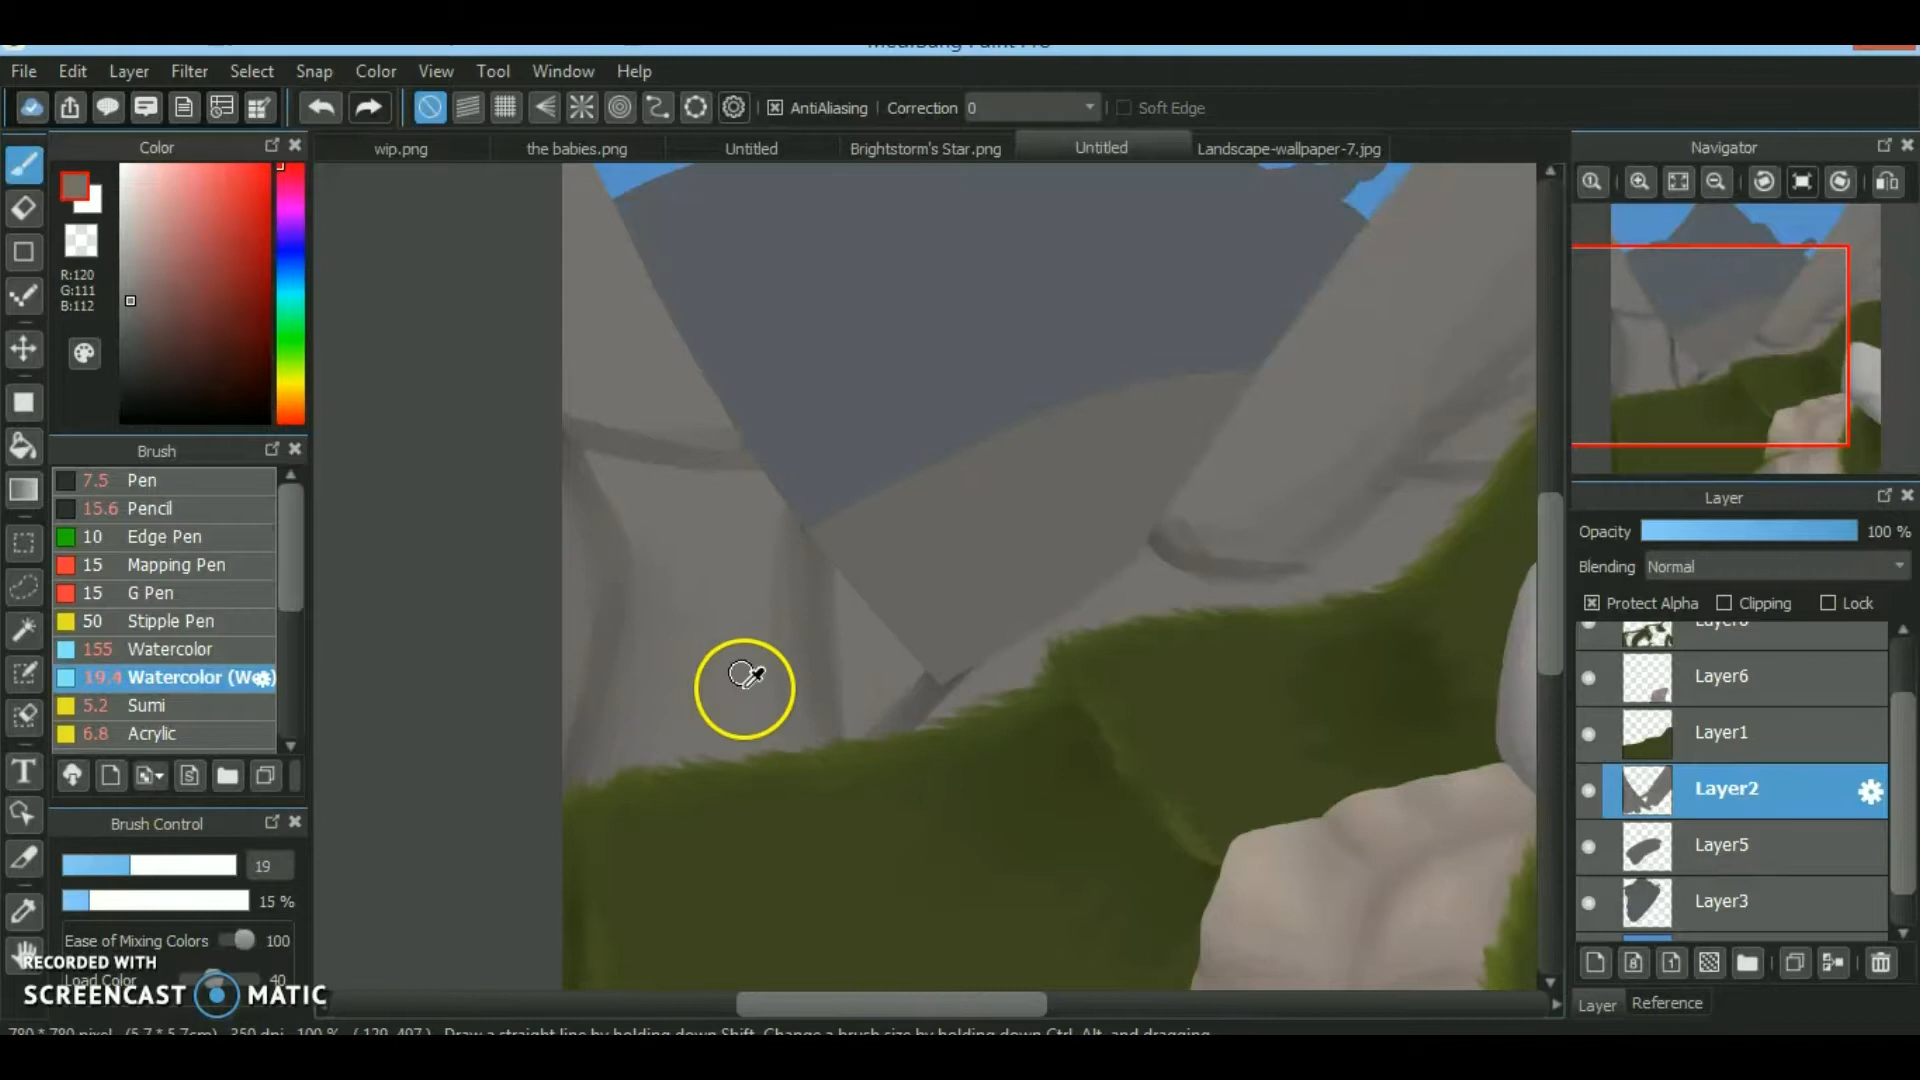 MediBang Paint Pro
File Edit Layer Filter Select Snap Color View Tool Window Help
AntiAliasing Correction 0 Soft Edge
Color
wip.png the babies.png Untitled Brightstorm's Star.png Untitled Landscape-wallpaper-7.jpg
Navigator
R:120
G:111
B:112
Brush
7.5 Pen
15.6 Pencil
10 Edge Pen
15 Mapping Pen
15 G Pen
50 Stipple Pen
155 Watercolor
19.4 Watercolor (Wet)
5.2 Sumi
6.8 Acrylic
Brush Control
19
15 %
Ease of Mixing Colors 100
Load Color 40
Layer
Opacity 100 %
Blending Normal
Protect Alpha Clipping Lock
Layer6
Layer1
Layer2
Layer5
Layer3
Layer Reference
RECORDED WITH
SCREENCAST MATIC
780 * 780 pixel (5.7 * 5.7cm) 350 dpi 100 % ( 129, 497 ) Draw a straight line by holding down Shift, Change a brush size by holding down Ctrl, Alt, and dragging